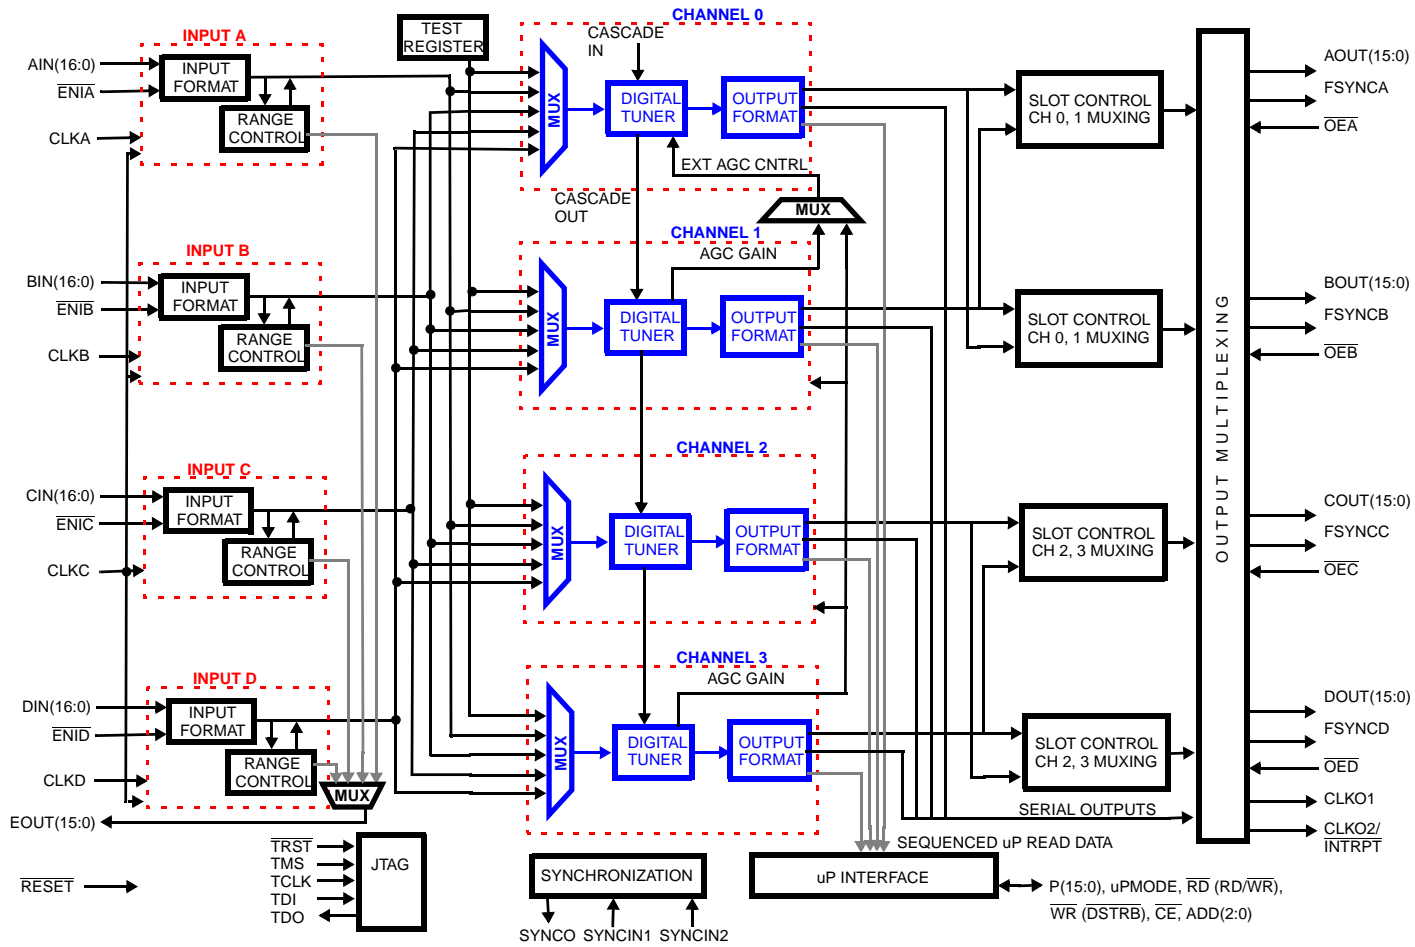 INPUT A
AIN(16:0)
ENIA
CLKA
INPUT
FORMAT
RANGE
CONTROL
INPUT B
BIN(16:0)
ENIB
CLKB
INPUT
FORMAT
RANGE
CONTROL
INPUT C
CIN(16:0)
ENIC
CLKC
INPUT
FORMAT
RANGE
CONTROL
INPUT D
DIN(16:0)
ENID
CLKD
INPUT
FORMAT
RANGE
CONTROL
MUX
EOUT(15:0)
RESET
TRST
TMS
TCLK
TDI
TDO
JTAG
TEST
REGISTER
CHANNEL 0
CASCADE
IN
MUX
DIGITAL
TUNER
OUTPUT
FORMAT
EXT AGC CNTRL
CASCADE
OUT
MUX
CHANNEL 1
AGC GAIN
MUX
DIGITAL
TUNER
OUTPUT
FORMAT
CHANNEL 2
MUX
DIGITAL
TUNER
OUTPUT
FORMAT
CHANNEL 3
AGC GAIN
MUX
DIGITAL
TUNER
OUTPUT
FORMAT
SYNCHRONIZATION
SYNCO SYNCIN1 SYNCIN2
SEQUENCED uP READ DATA
uP INTERFACE
P(15:0), uPMODE, RD (RD/WR),
WR (DSTRB), CE, ADD(2:0)
SLOT CONTROL
CH 0, 1 MUXING
SLOT CONTROL
CH 0, 1 MUXING
SLOT CONTROL
CH 2, 3 MUXING
SLOT CONTROL
CH 2, 3 MUXING
SERIAL OUTPUTS
OUTPUT MULTIPLEXING
AOUT(15:0)
FSYNCA
OEA
BOUT(15:0)
FSYNCB
OEB
COUT(15:0)
FSYNCC
OEC
DOUT(15:0)
FSYNCD
OED
CLKO1
CLKO2/
INTRPT